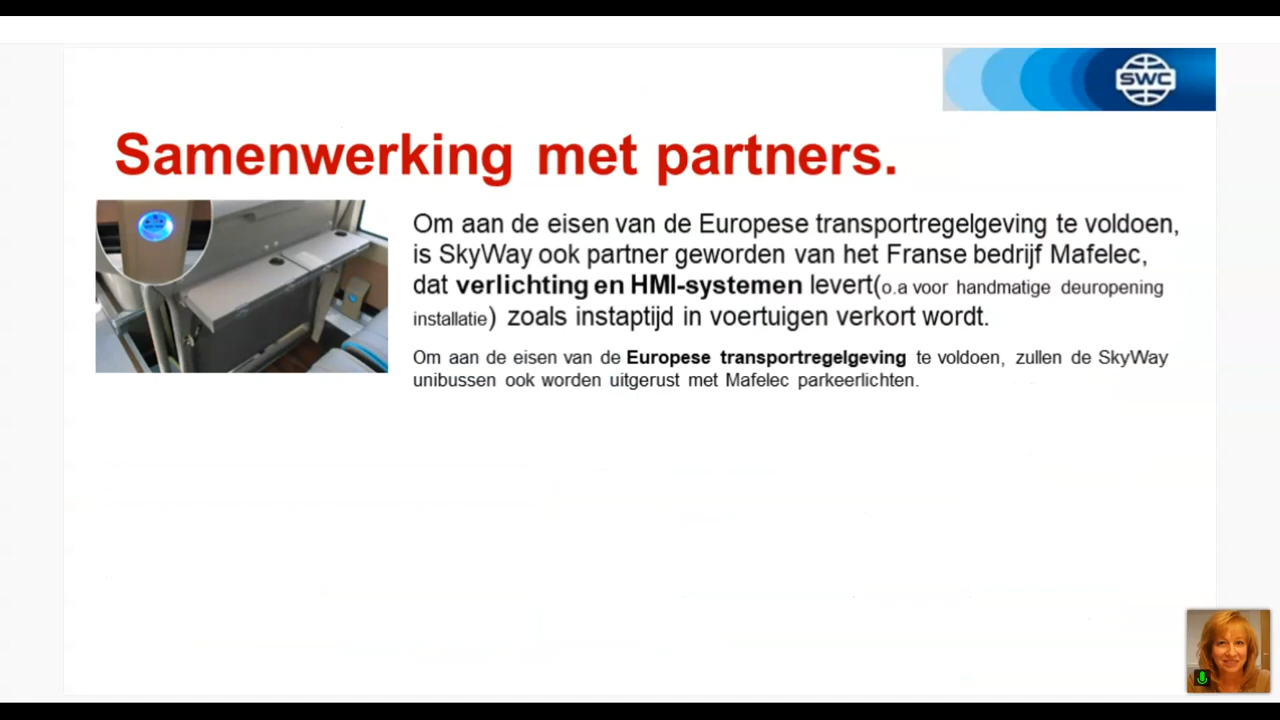 SWC
Samenwerking met partners.
Om aan de eisen van de Europese transportregelgeving te voldoen,
is SkyWay ook partner geworden van het Franse bedrijf Mafelec,
dat verlichting en HMI-systemen levert(o.a voor handmatige deuropening
installatie) zoals instaptijd in voertuigen verkort wordt.
Om aan de eisen van de Europese transportregelgeving te voldoen, zullen de SkyWay
unibussen ook worden uitgerust met Mafelec parkeerlichten.